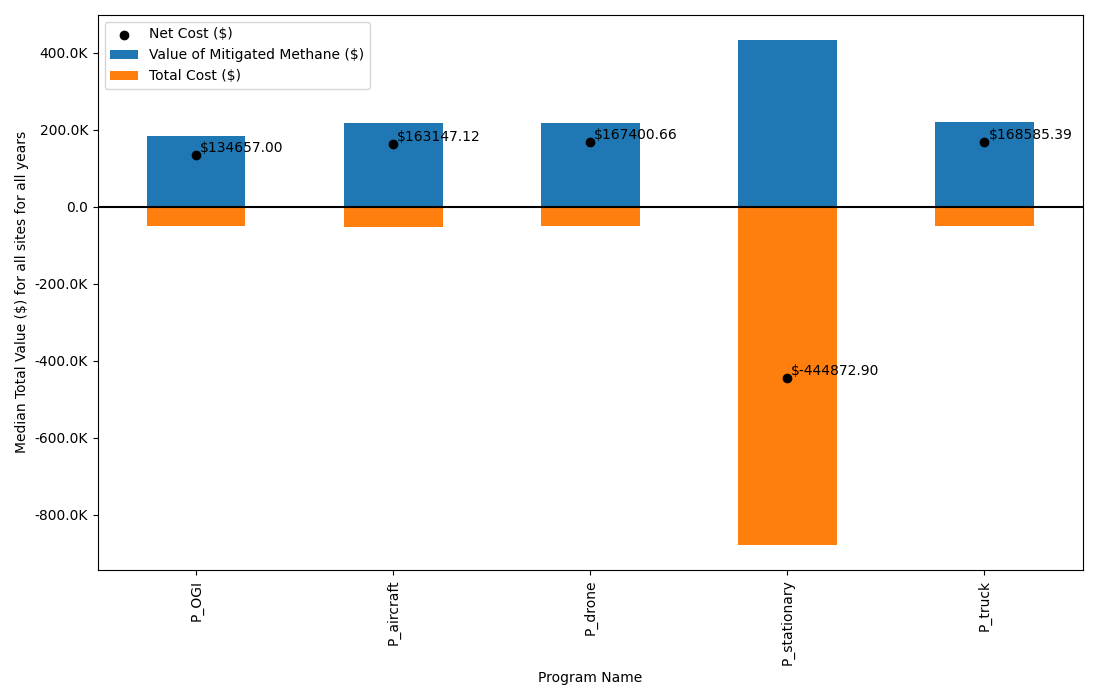 Net Cost ($)
Value of Mitigated Methane ($)
Total Cost ($)
Median Total Value ($) for all sites for all years
400.0K
200.0K
0.0
-200.0K
-400.0K
-600.0K
-800.0K
$134657.00
$163147.12
$167400.66
$-444872.90
$168585.39
P_OGI
P_aircraft
P_drone
P_stationary
P_truck
Program Name